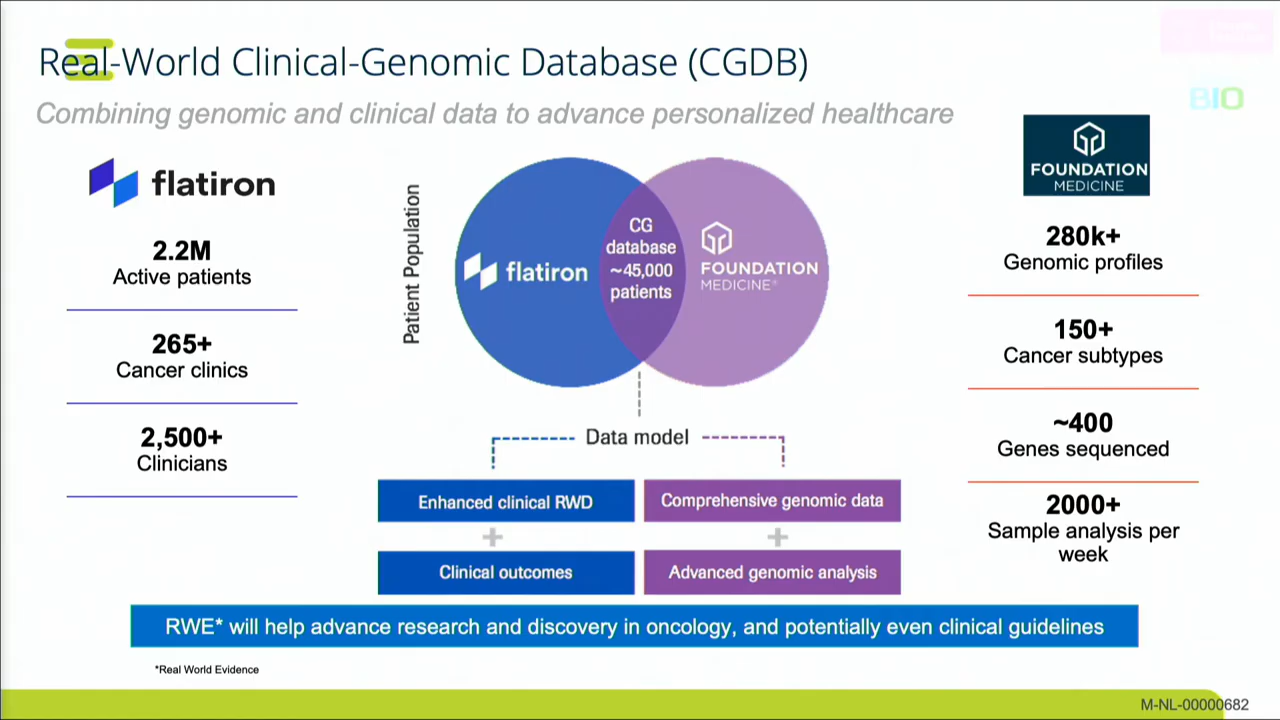 Real-World Clinical-Genomic Database (CGDB)
Combining genomic and clinical data to advance personalized healthcare
BIO
flatiron
2.2M
Active patients
265+
Cancer clinics
2,500+
Clinicians
Patient Population
flatiron
CG
database
~45,000
patients
FOUNDATION
MEDICINE®
Data model
Enhanced clinical RWD
+
Clinical outcomes
Comprehensive genomic data
+
Advanced genomic analysis
FOUNDATION
MEDICINE
280k+
Genomic profiles
150+
Cancer subtypes
~400
Genes sequenced
2000+
Sample analysis per
week
RWE* will help advance research and discovery in oncology, and potentially even clinical guidelines
*Real World Evidence
M-NL-00000682